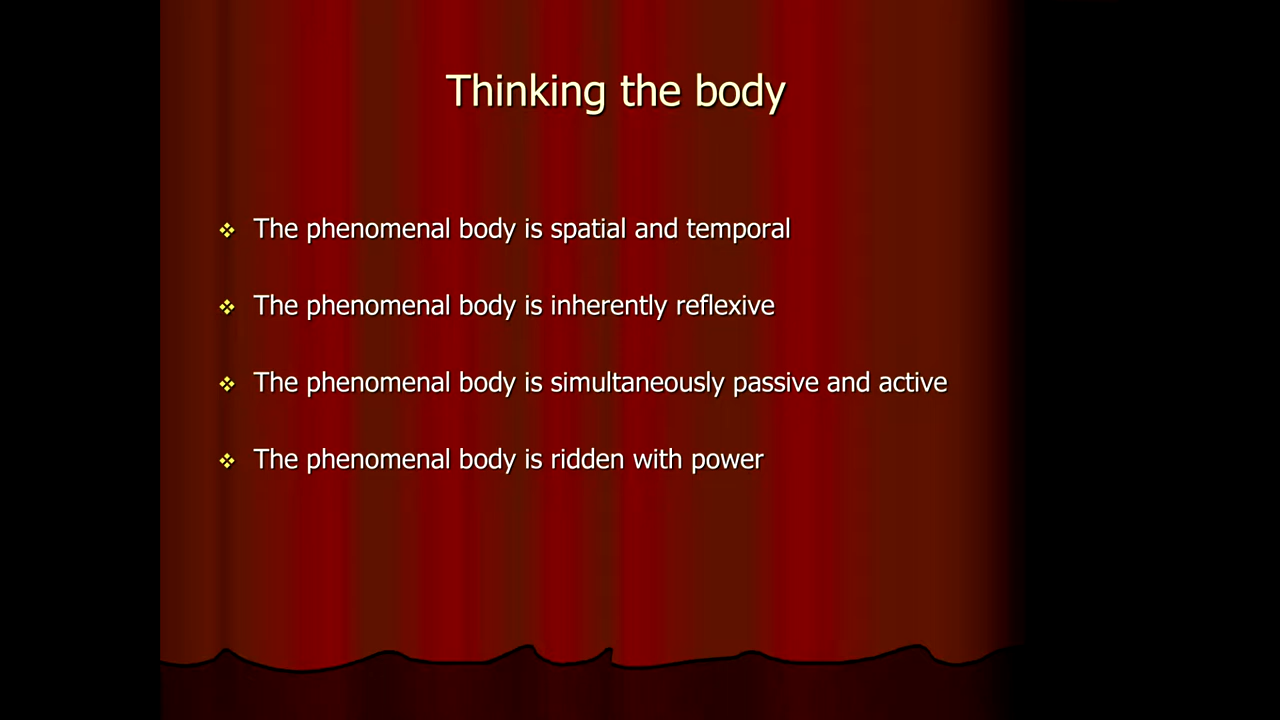 Thinking the body
The phenomenal body is spatial and temporal
The phenomenal body is inherently reflexive
The phenomenal body is simultaneously passive and active
The phenomenal body is ridden with power